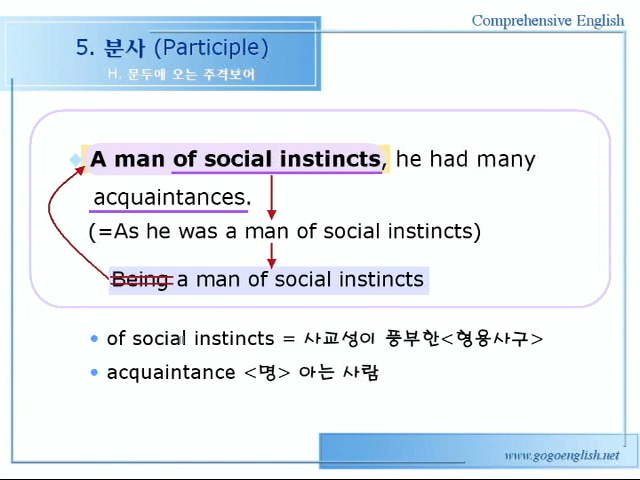 Comprehensive English
5. 분사 (Participle)
H. 문두에 오는 주격보어
A man of social instincts, he had many
acquaintances.
(=As he was a man of social instincts)
Being a man of social instincts
of social instincts = 사교성이 풍부한<형용사구>
acquaintance <명> 아는 사람
www.gogoenglish.net